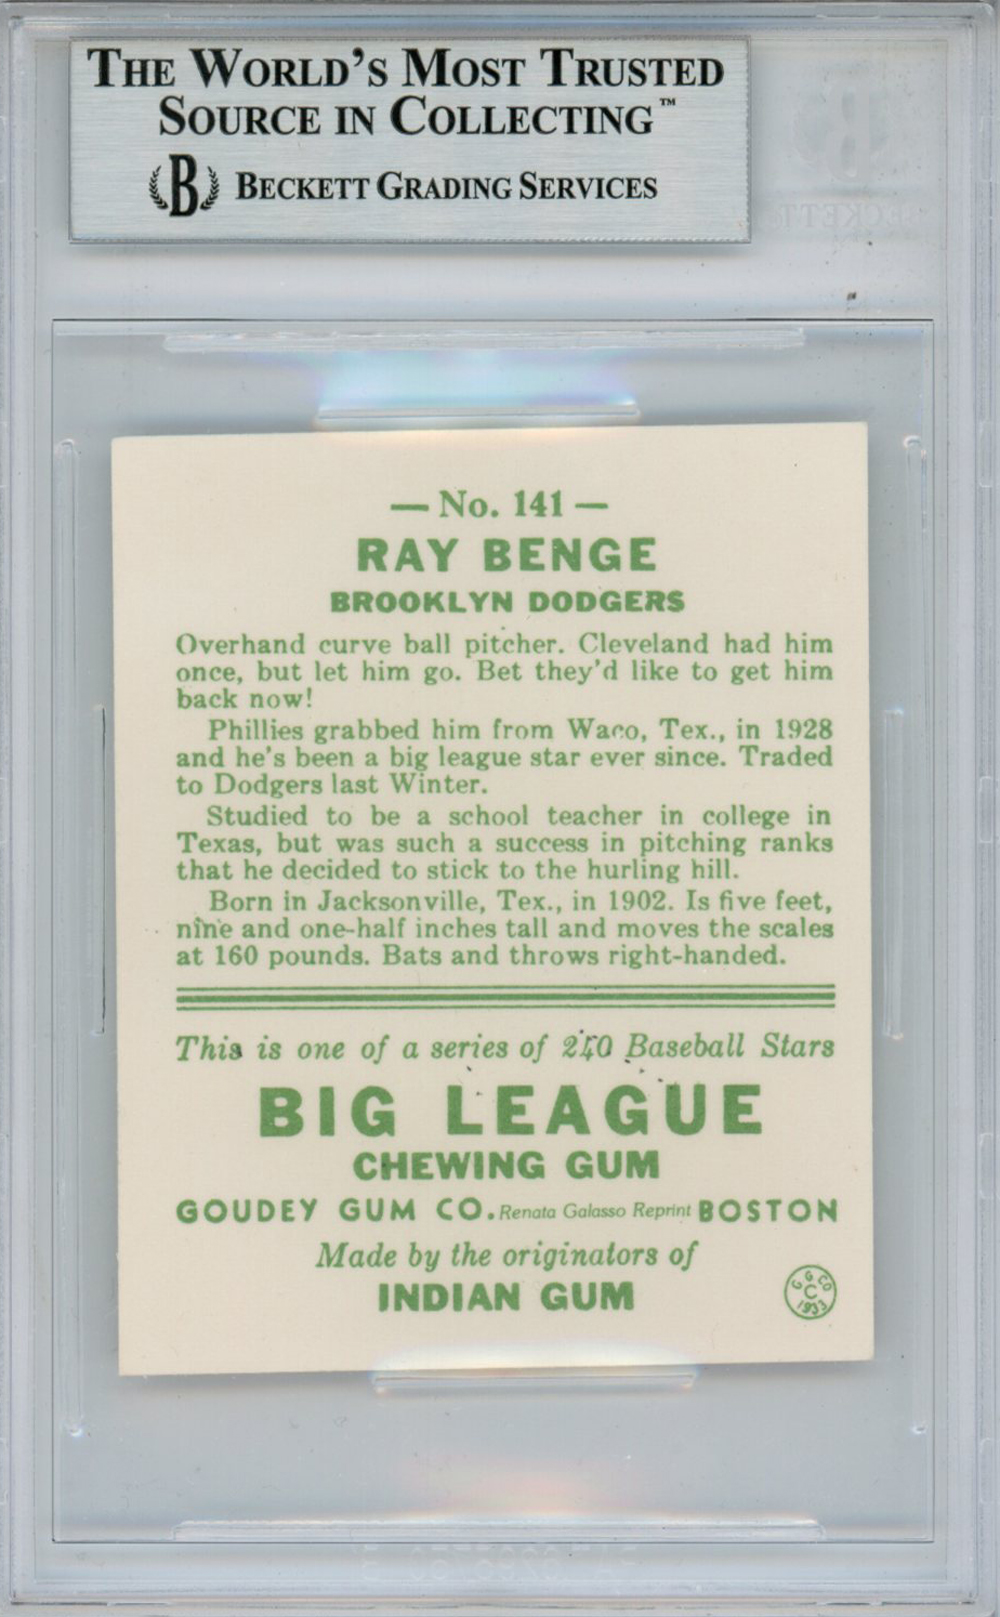 THE WORLD'S MOST TRUSTED
SOURCE IN COLLECTING™
B BECKETT GRADING SERVICES
— No. 141 —
RAY BENGE
BROOKLYN DODGERS
Overhand curve ball pitcher. Cleveland had him
once, but let him go. Bet they'd like to get him
back now!
Phillies grabbed him from Waco, Tex., in 1928
and he's been a big league star ever since. Traded
to Dodgers last Winter.
Studied to be a school teacher in college in
Texas, but was such a success in pitching ranks
that he decided to stick to the hurling hill.
Born in Jacksonville, Tex., in 1902. Is five feet,
nine and one-half inches tall and moves the scales
at 160 pounds. Bats and throws right-handed.
This is one of a series of 240 Baseball Stars
BIG LEAGUE
CHEWING GUM
GOUDEY GUM CO. Renata Galasso Reprint BOSTON
Made by the originators of
INDIAN GUM
G G CO
C
1933